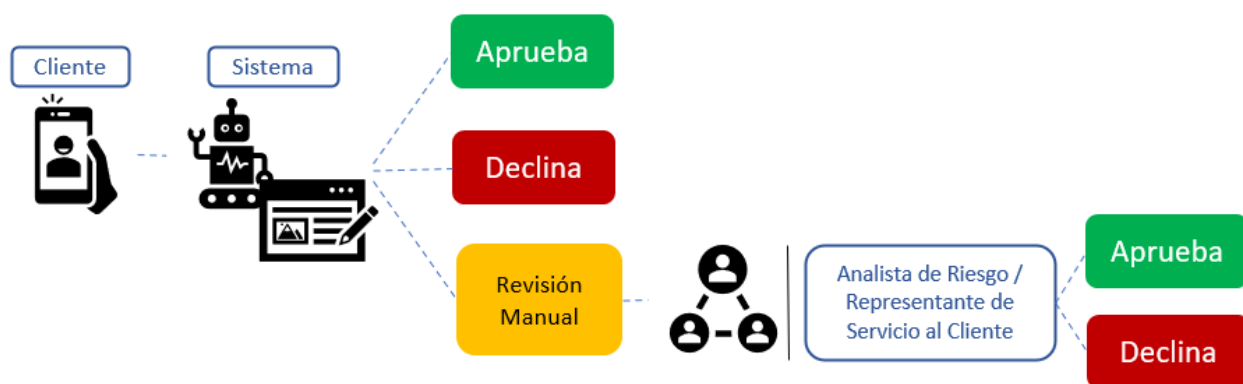 Cliente
Sistema
Aprueba
Declina
Revisión
Manual
Analista de Riesgo /
Representante de
Servicio al Cliente
Aprueba
Declina